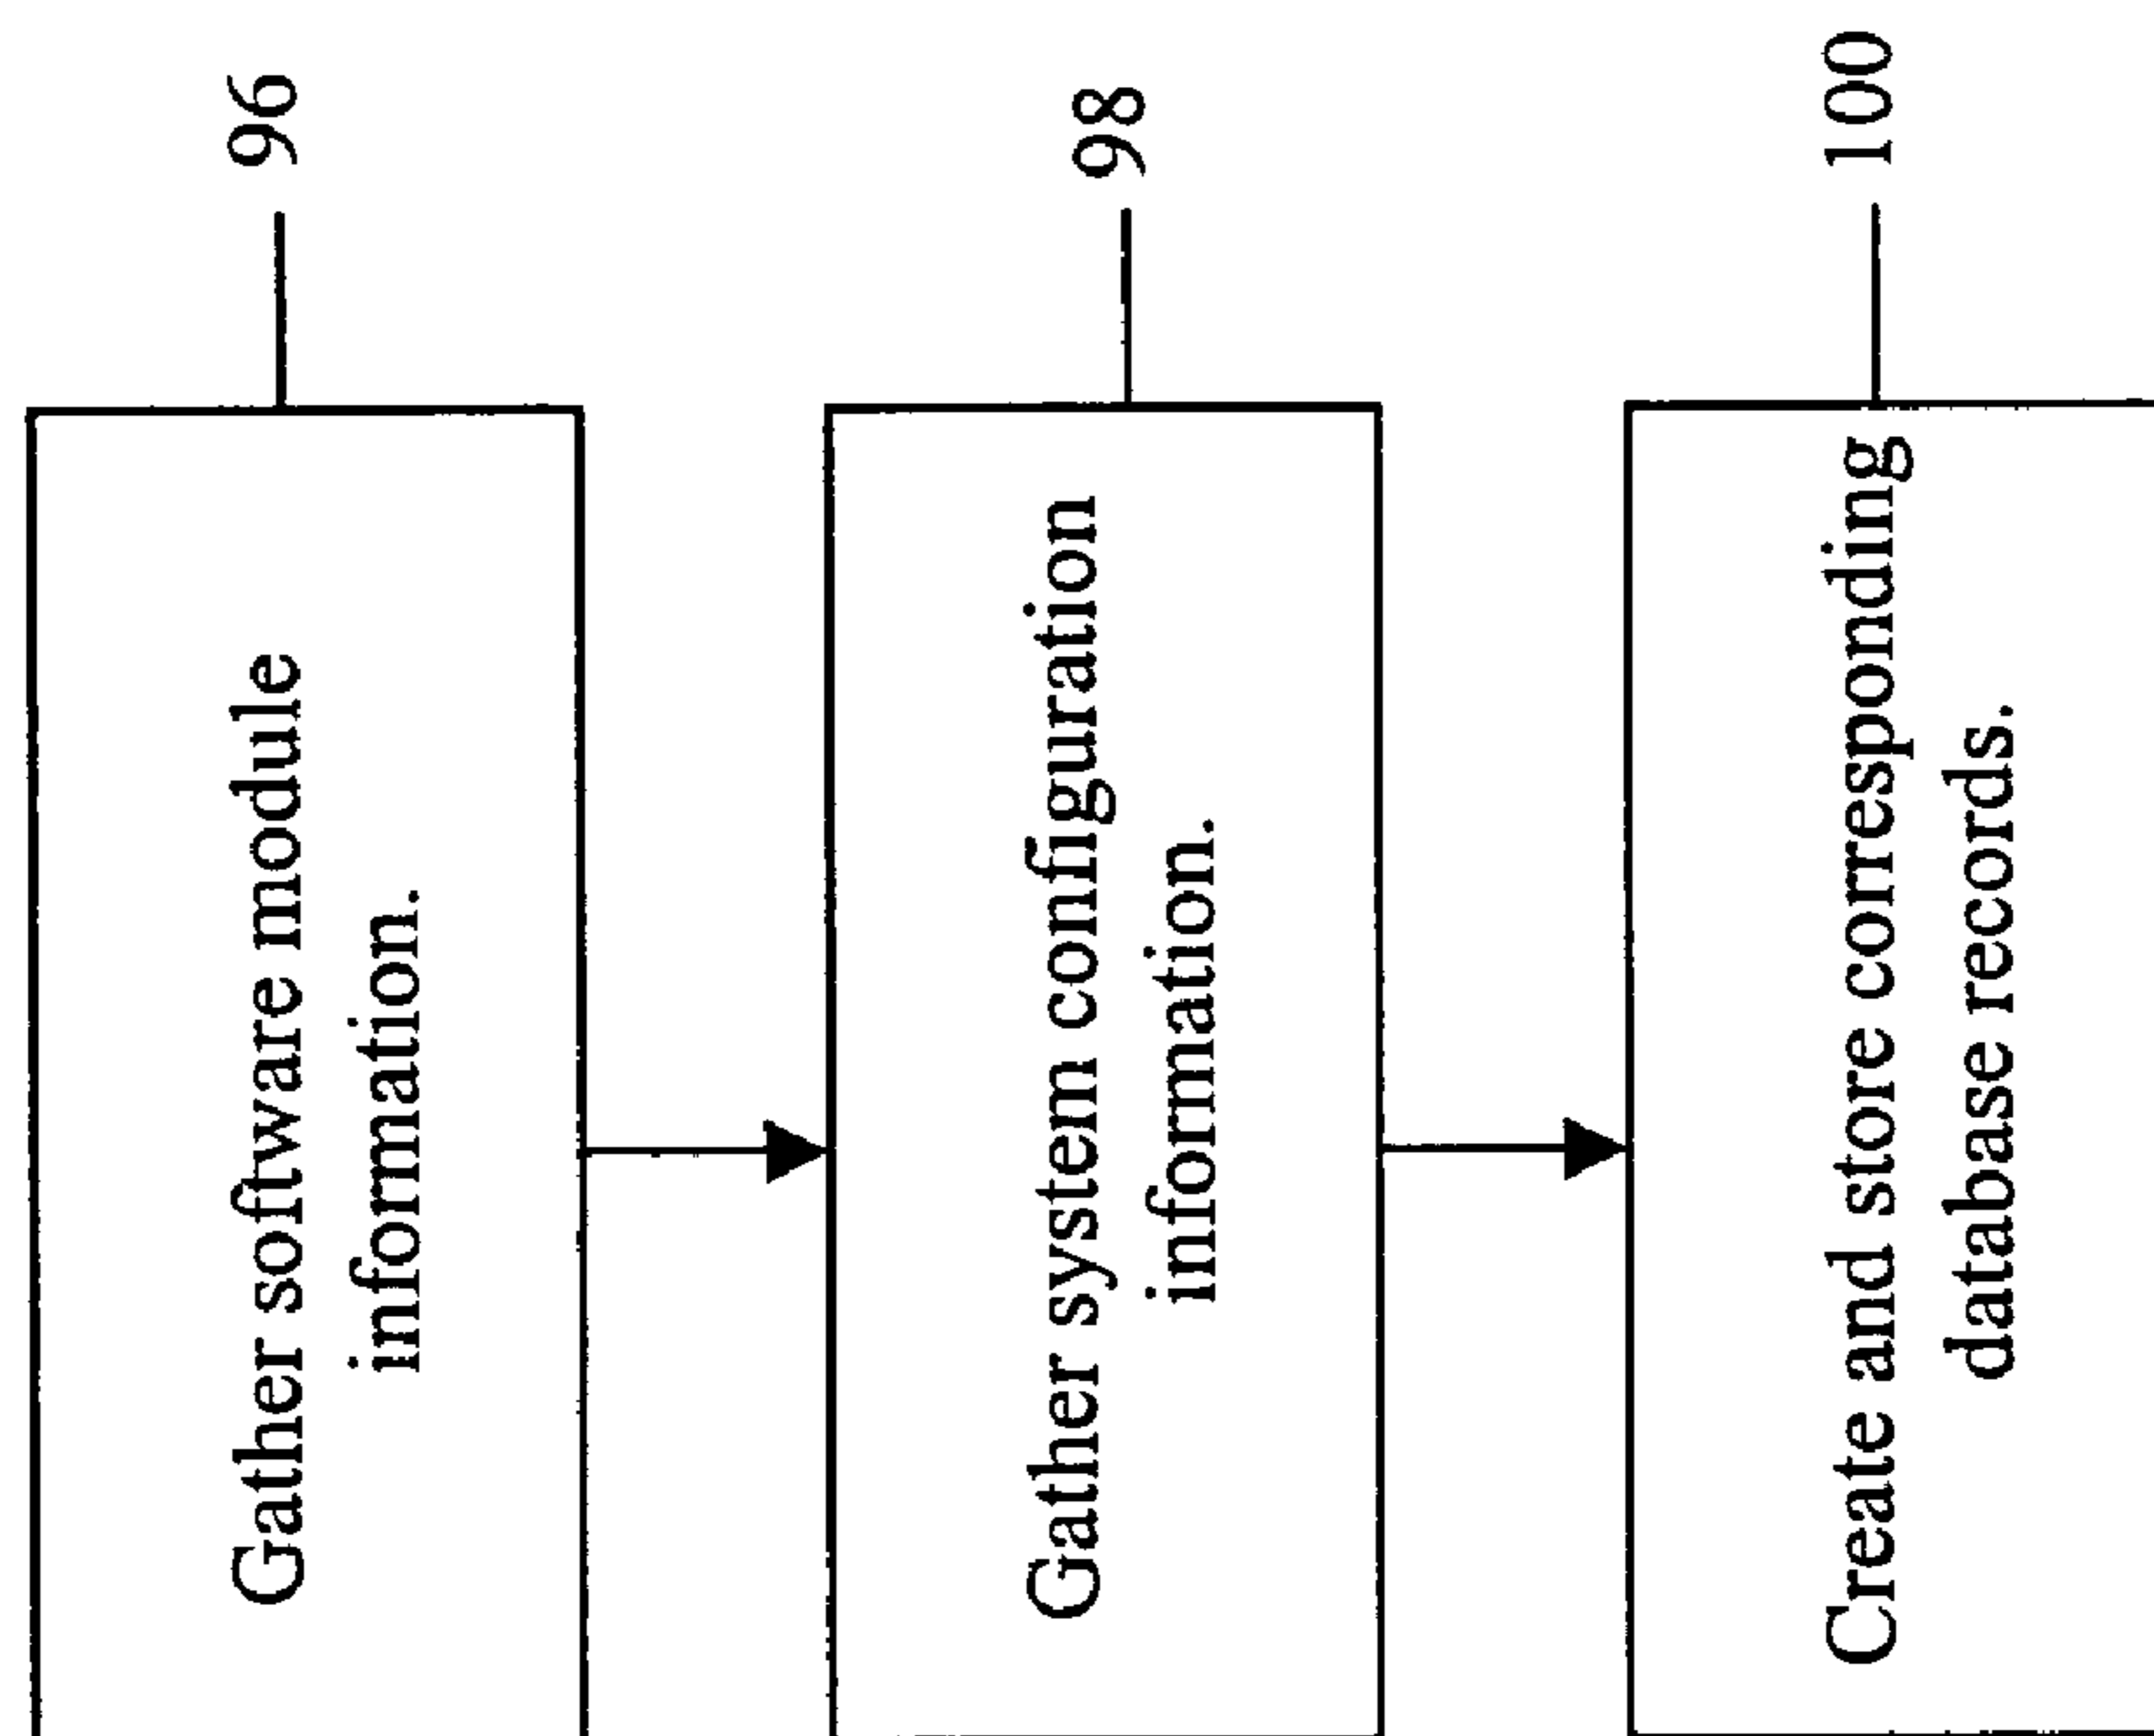 Gather software module
information.
96
Gather system configuration
information.
98
Create and store corresponding
database records.
100